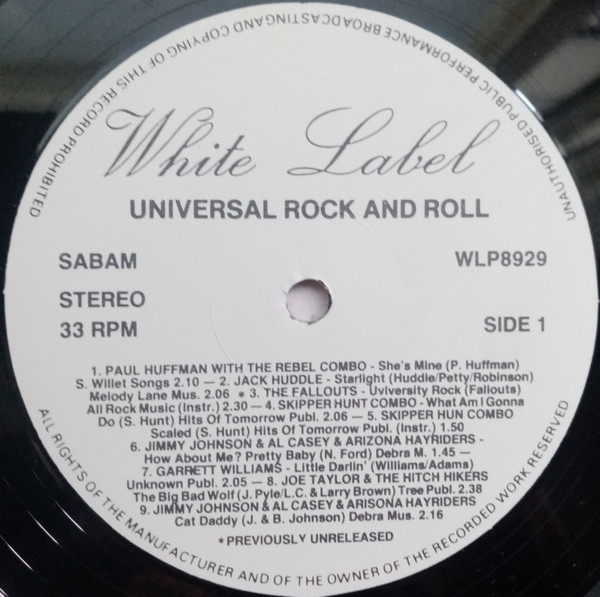 UNAUTHORISED PUBLIC PERFORMANCE BROADCASTING AND COPYING OF THIS RECORD PROHIBITED
White Label
UNIVERSAL ROCK AND ROLL
SABAM
WLP8929
STEREO
33 RPM
SIDE 1
1. PAUL HUFFMAN WITH THE REBEL COMBO - She's Mine (P. Huffman)
S. Willet Songs 2.10 — 2. JACK HUDDLE - Starlight (Huddle/Petty/Robinson)
Melody Lane Mus. 2.06 * 3. THE FALLOUTS - Uviversity Rock (Fallouts)
All Rock Music (Instr.) 2.30 — 4. SKIPPER HUNT COMBO - What Am I Gonna
Do (S. Hunt) Hits Of Tomorrow Publ. 2.06 — 5. SKIPPER HUN COMBO
Scaled (S. Hunt) Hits Of Tomorrow Publ. (Instr.) 1.50
6. JIMMY JOHNSON & AL CASEY & ARIZONA HAYRIDERS -
How About Me? Pretty Baby (N. Ford) Debra M. 1.45 —
7. GARRETT WILLIAMS - Little Darlin' (Williams/Adams)
Unknown Publ. 2.05 — 8. JOE TAYLOR & THE HITCH HIKERS
The Big Bad Wolf (J. Pyle/L.C. & Larry Brown) Tree Publ. 2.38
9. JIMMY JOHNSON & AL CASEY & ARISONA HAYRIDERS
Cat Daddy (J. & B. Johnson) Debra Mus. 2.16
*PREVIOUSLY UNRELEASED
ALL RIGHTS OF THE MANUFACTURER AND OF THE OWNER OF THE RECORDED WORK RESERVED